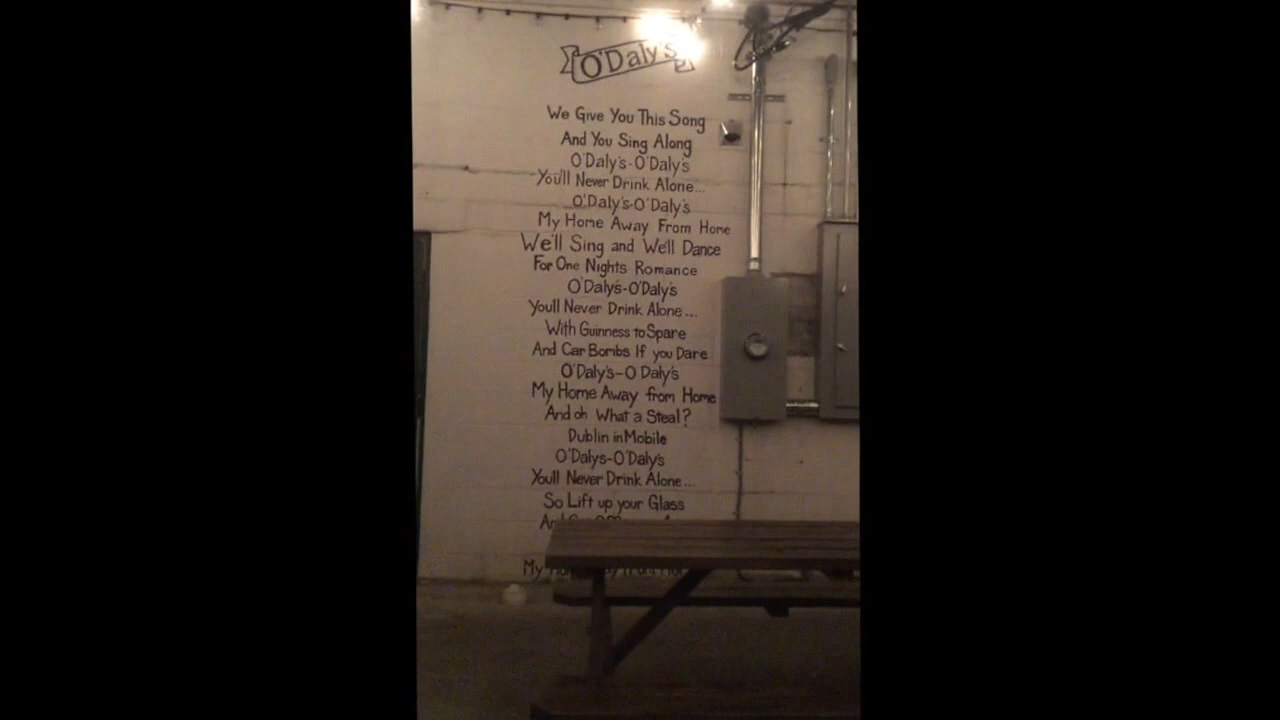 O'Daly's
We Give You This Song
And You Sing Along
O'Daly's-O'Daly's
You'll Never Drink Alone...
O'Daly's-O'Daly's
My Home Away From Home
We'll Sing and We'll Dance
For One Nights Romance
O'Daly's-O'Daly's
Youll Never Drink Alone...
With Guinness to Spare
And Car Bombs If you Dare
O'Daly's-O Daly's
My Home Away from Home
And oh What a Steal?
Dublin in Mobile
O'Dalys-O'Daly's
Youll Never Drink Alone...
So Lift up your Glass
And
My